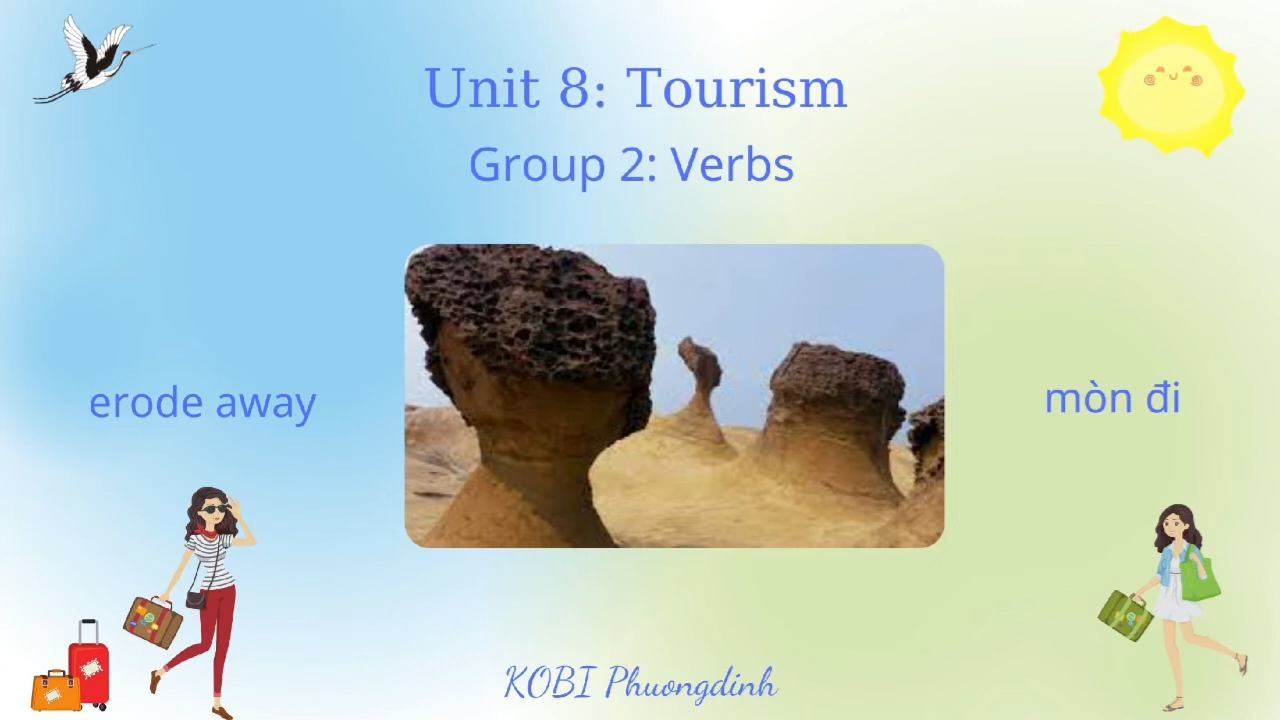 Unit 8: Tourism
Group 2: Verbs
erode away
mòn đi
KOBI Phuongdinh